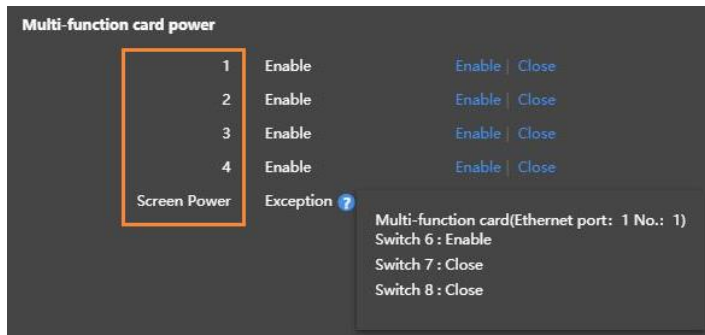 Multi-function card power
1 Enable Enable | Close
2 Enable Enable | Close
3 Enable Enable | Close
4 Enable Enable | Close
Screen Power Exception ?
Multi-function card(Ethernet port: 1 No.: 1)
Switch 6 : Enable
Switch 7 : Close
Switch 8 : Close